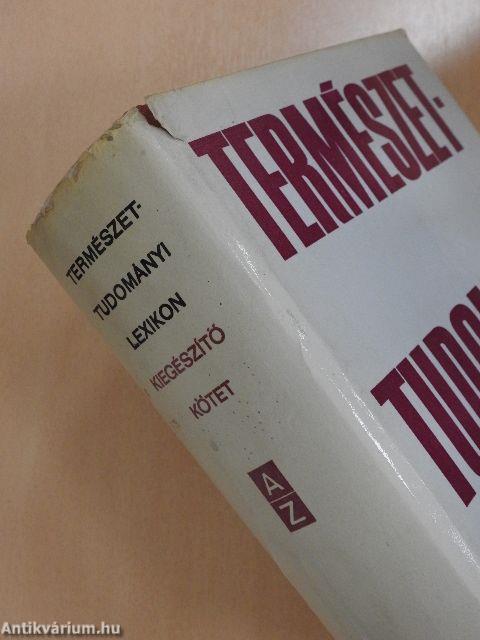 TERMÉSZET-
TERMÉSZET-
TUDOMÁNYI
LEXIKON
KIEGÉSZÍTŐ
KÖTET
A
Z
Antikvárium.hu